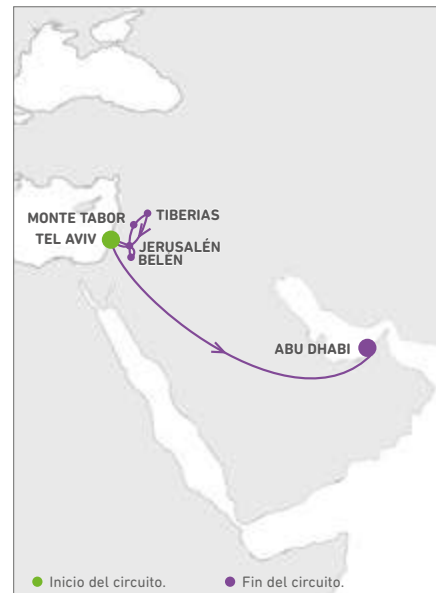 MONTE TABOR
TIBERIAS
TEL AVIV
JERUSALÉN
BELÉN
ABU DHABI
Inicio del circuito.
Fin del circuito.